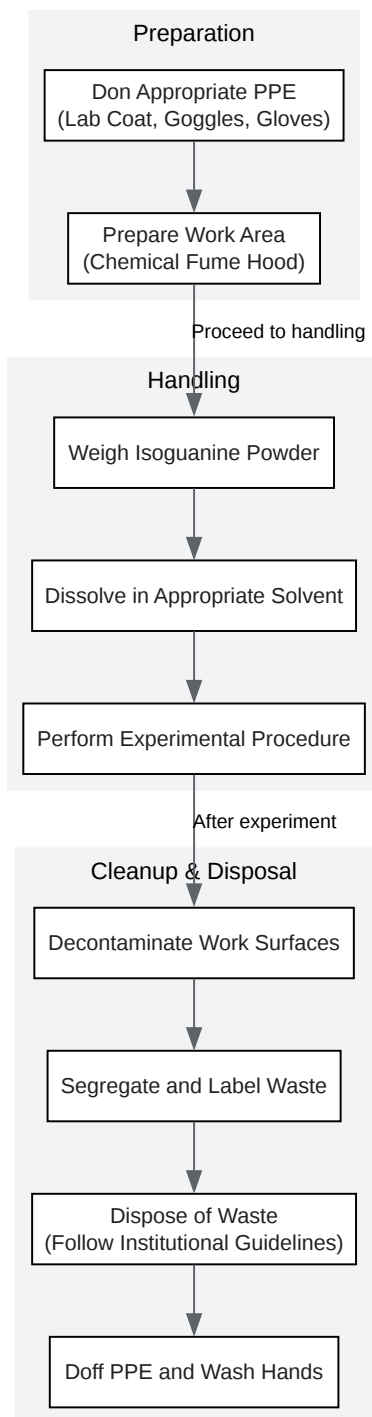 Preparation
Don Appropriate PPE
(Lab Coat, Goggles, Gloves)
Prepare Work Area
(Chemical Fume Hood)
Proceed to handling
Handling
Weigh Isoguanine Powder
Dissolve in Appropriate Solvent
Perform Experimental Procedure
After experiment
Cleanup & Disposal
Decontaminate Work Surfaces
Segregate and Label Waste
Dispose of Waste
(Follow Institutional Guidelines)
Doff PPE and Wash Hands